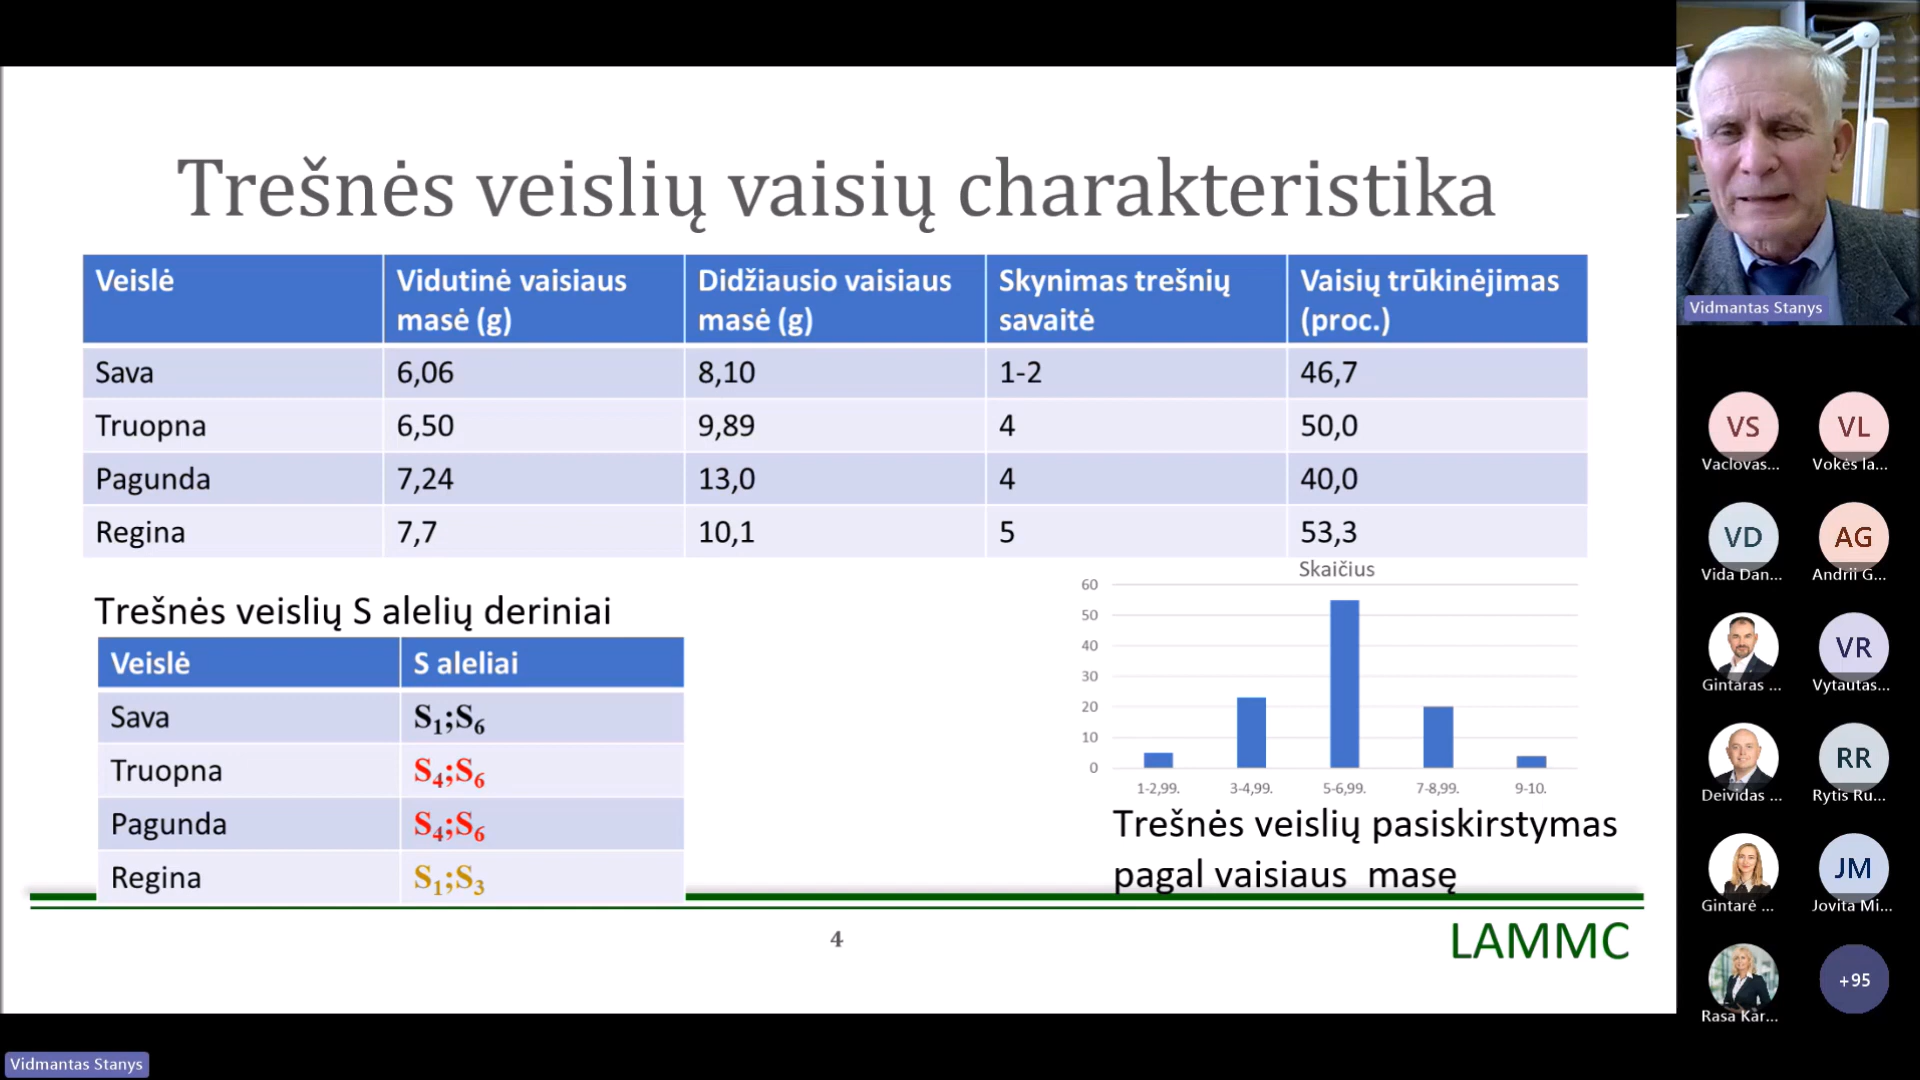 Trešnės veislių vaisių charakteristika
Veislė
Vidutinė vaisiaus masė (g)
Didžiausio vaisiaus masė (g)
Skynimas trešnių savaitė
Vaisių trūkinėjimas (proc.)
Sava 6,06 8,10 1-2 46,7
Truopna 6,50 9,89 4 50,0
Pagunda 7,24 13,0 4 40,0
Regina 7,7 10,1 5 53,3
Trešnės veislių S alelių deriniai
Veislė S aleliai
Sava S1;S6
Truopna S4;S6
Pagunda S4;S6
Regina S1;S3
Skaičius
60
50
40
30
20
10
0
1-2,99. 3-4,99. 5-6,99. 7-8,99. 9-10.
Trešnės veislių pasiskirstymas
pagal vaisiaus masę
4
LAMMC
Vidmantas Stanys
VS VL
Vaclovas... Vokės la...
VD AG
Vida Dan... Andrii G...
VR
Gintaras ... Vytautas...
RR
Deividas ... Rytis Ru...
JM
Gintarė ... Jovita Mi...
+95
Rasa Kar...
Vidmantas Stanys